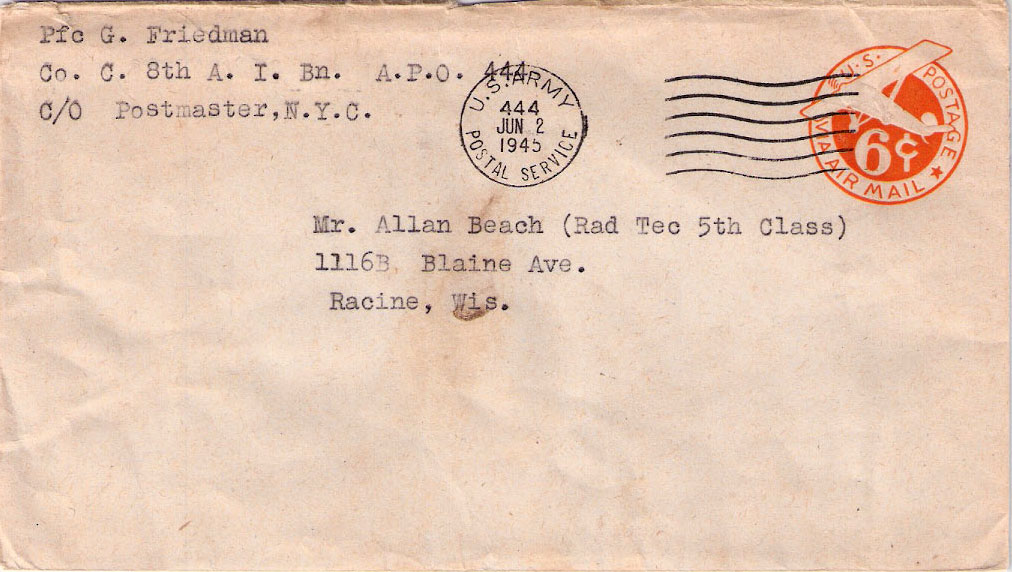 Pfc G. Friedman
Co. C. 8th A. I. Bn. A.P.O. 444
C/O Postmaster,N.Y.C.
U.S. ARMY
444
JUN 2
1945
POSTAL SERVICE
U.S. POSTAGE
6¢
VIA AIR MAIL
Mr. Allan Beach (Rad Tec 5th Class)
1116B Blaine Ave.
Racine, Wis.